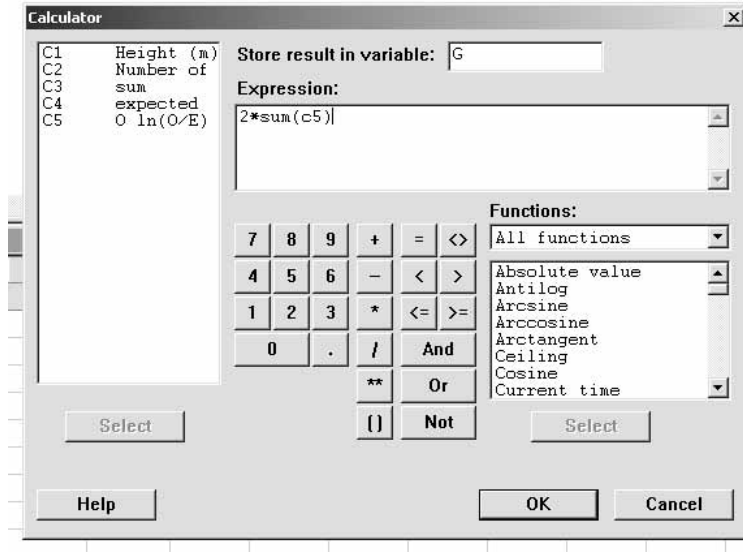 Calculator
C1 Height (m)
C2 Number of
C3 sum
C4 expected
C5 O ln(O/E)
Store result in variable: G
Expression:
2*sum(c5)
7 8 9 + = <>
4 5 6 - < >
1 2 3 * <= >=
0 . / And
** Or
() Not
Functions:
All functions
Absolute value
Antilog
Arcsine
Arccosine
Arctangent
Ceiling
Cosine
Current time
Select
Select
Help
OK
Cancel